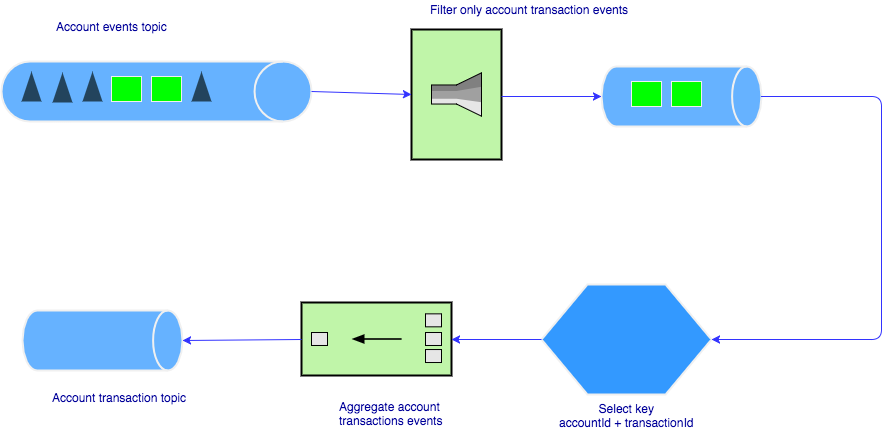 Filter only account transaction events
Account events topic
Account transaction topic
Aggregate account
transactions events
Select key
accountId + transactionId